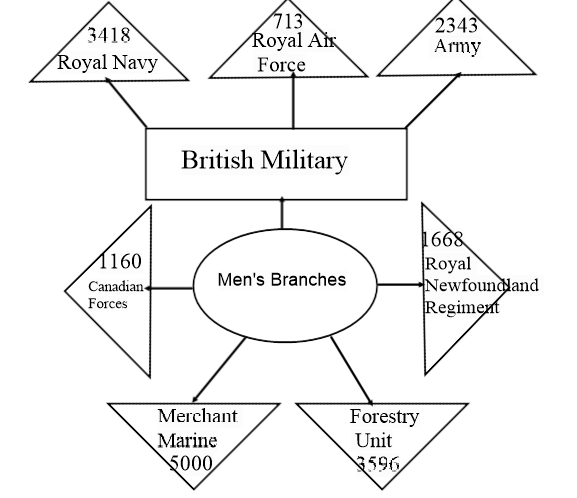 3418
Royal Navy
713
Royal Air
Force
2343
Army
British Military
1160
Canadian
Forces
Men's Branches
1668
Royal
Newfoundland
Regiment
Merchant
Marine
5000
Forestry
Unit
3596